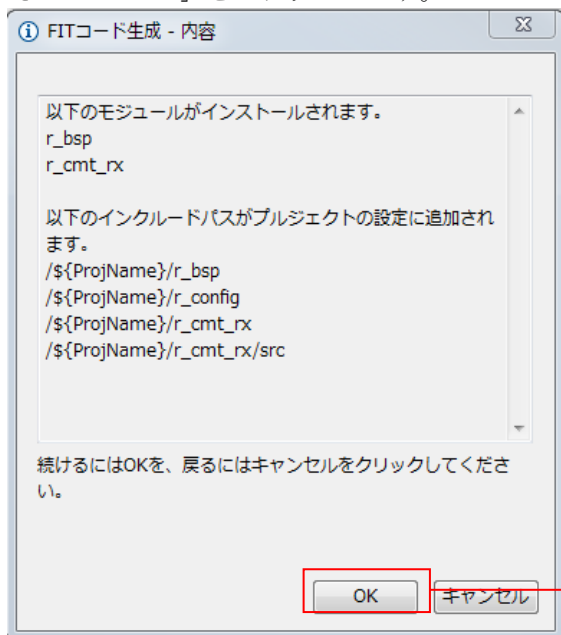 FITコード生成 - 内容
以下のモジュールがインストールされます。
r_bsp
r_cmt_rx
以下のインクルードパスがプルジェクトの設定に追加され
ます。
/${ProjName}/r_bsp
/${ProjName}/r_config
/${ProjName}/r_cmt_rx
/${ProjName}/r_cmt_rx/src
続けるにはOKを、戻るにはキャンセルをクリックしてくださ
い。
OK
キャンセル